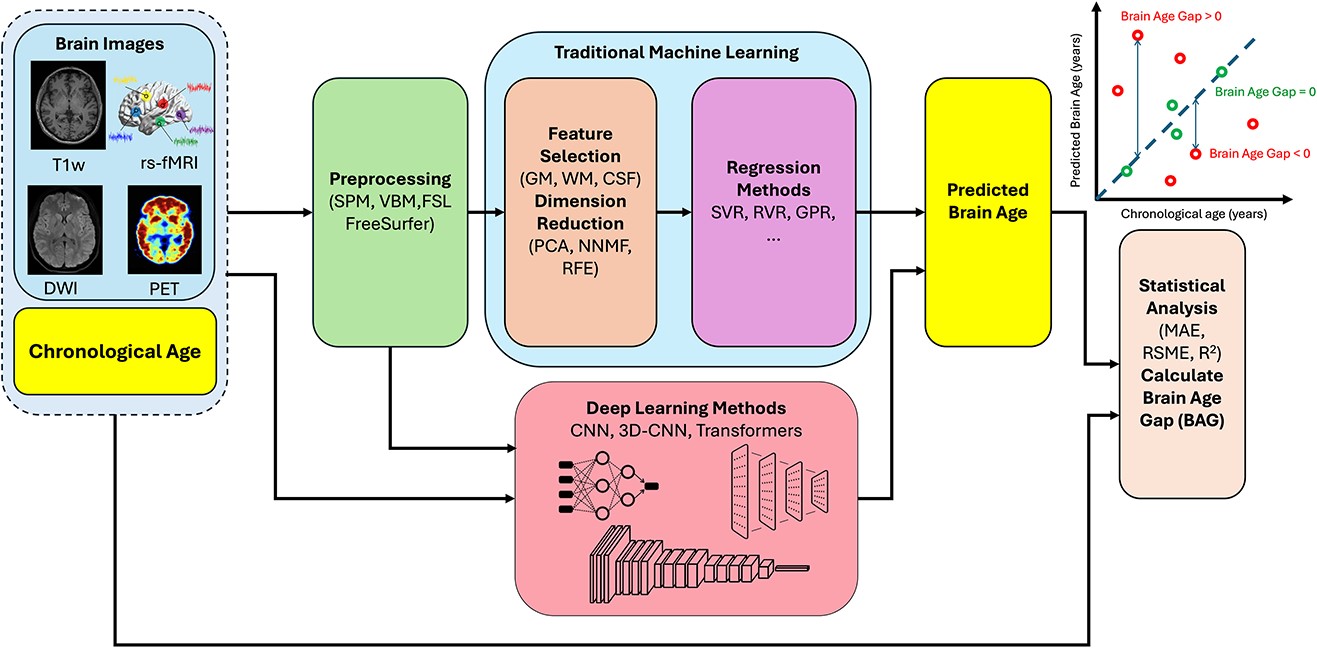 Brain Images
T1w
rs-fMRI
DWI
PET
Chronological Age
Preprocessing
(SPM, VBM,FSL
FreeSurfer)
Traditional Machine Learning
Feature
Selection
(GM, WM, CSF)
Dimension
Reduction
(PCA, NNMF,
RFE)
Regression
Methods
SVR, RVR, GPR,
...
Deep Learning Methods
CNN, 3D-CNN, Transformers
Predicted
Brain Age
Predicted Brain Age (years)
Brain Age Gap > 0
Brain Age Gap = 0
Brain Age Gap < 0
Chronological age (years)
Statistical
Analysis
(MAE,
RSME, R²)
Calculate
Brain Age
Gap (BAG)